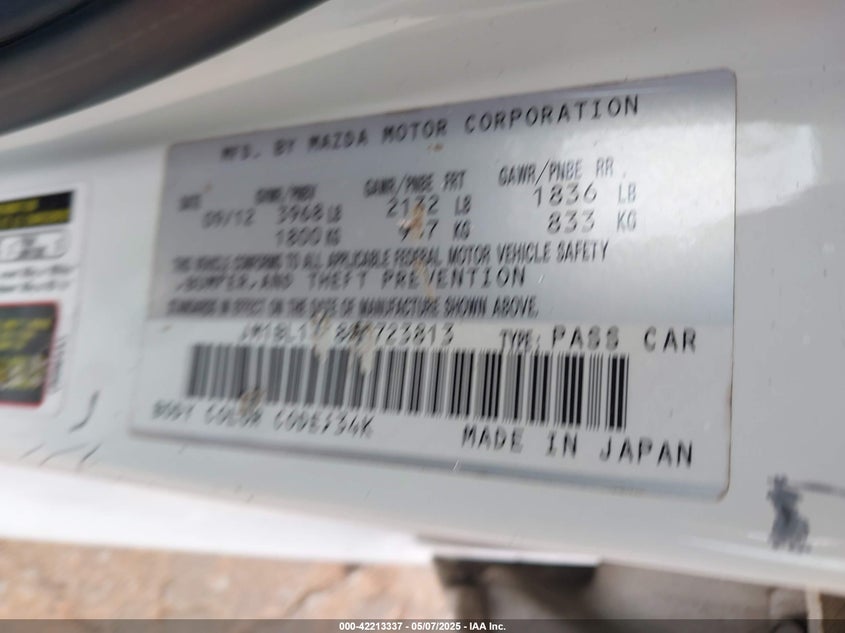 MFD. BY MAZDA MOTOR CORPORATION
DATE GVWR/PNBV GAWR/PNBE FRT GAWR/PNBE RR
09/12 3968 LB 2132 LB 1836 LB
1800 KG KG 833 KG
THIS VEHICLE CONFORMS TO ALL APPLICABLE FEDERAL MOTOR VEHICLE SAFETY
,BUMPER,AND THEFT PREVENTION
STANDARDS IN EFFECT ON THE DATE OF MANUFACTURE SHOWN ABOVE.
TYPE: PASS CAR
BODY COLOR CODE;34K
MADE IN JAPAN
000-42213337 - 05/07/2025 - IAA Inc.